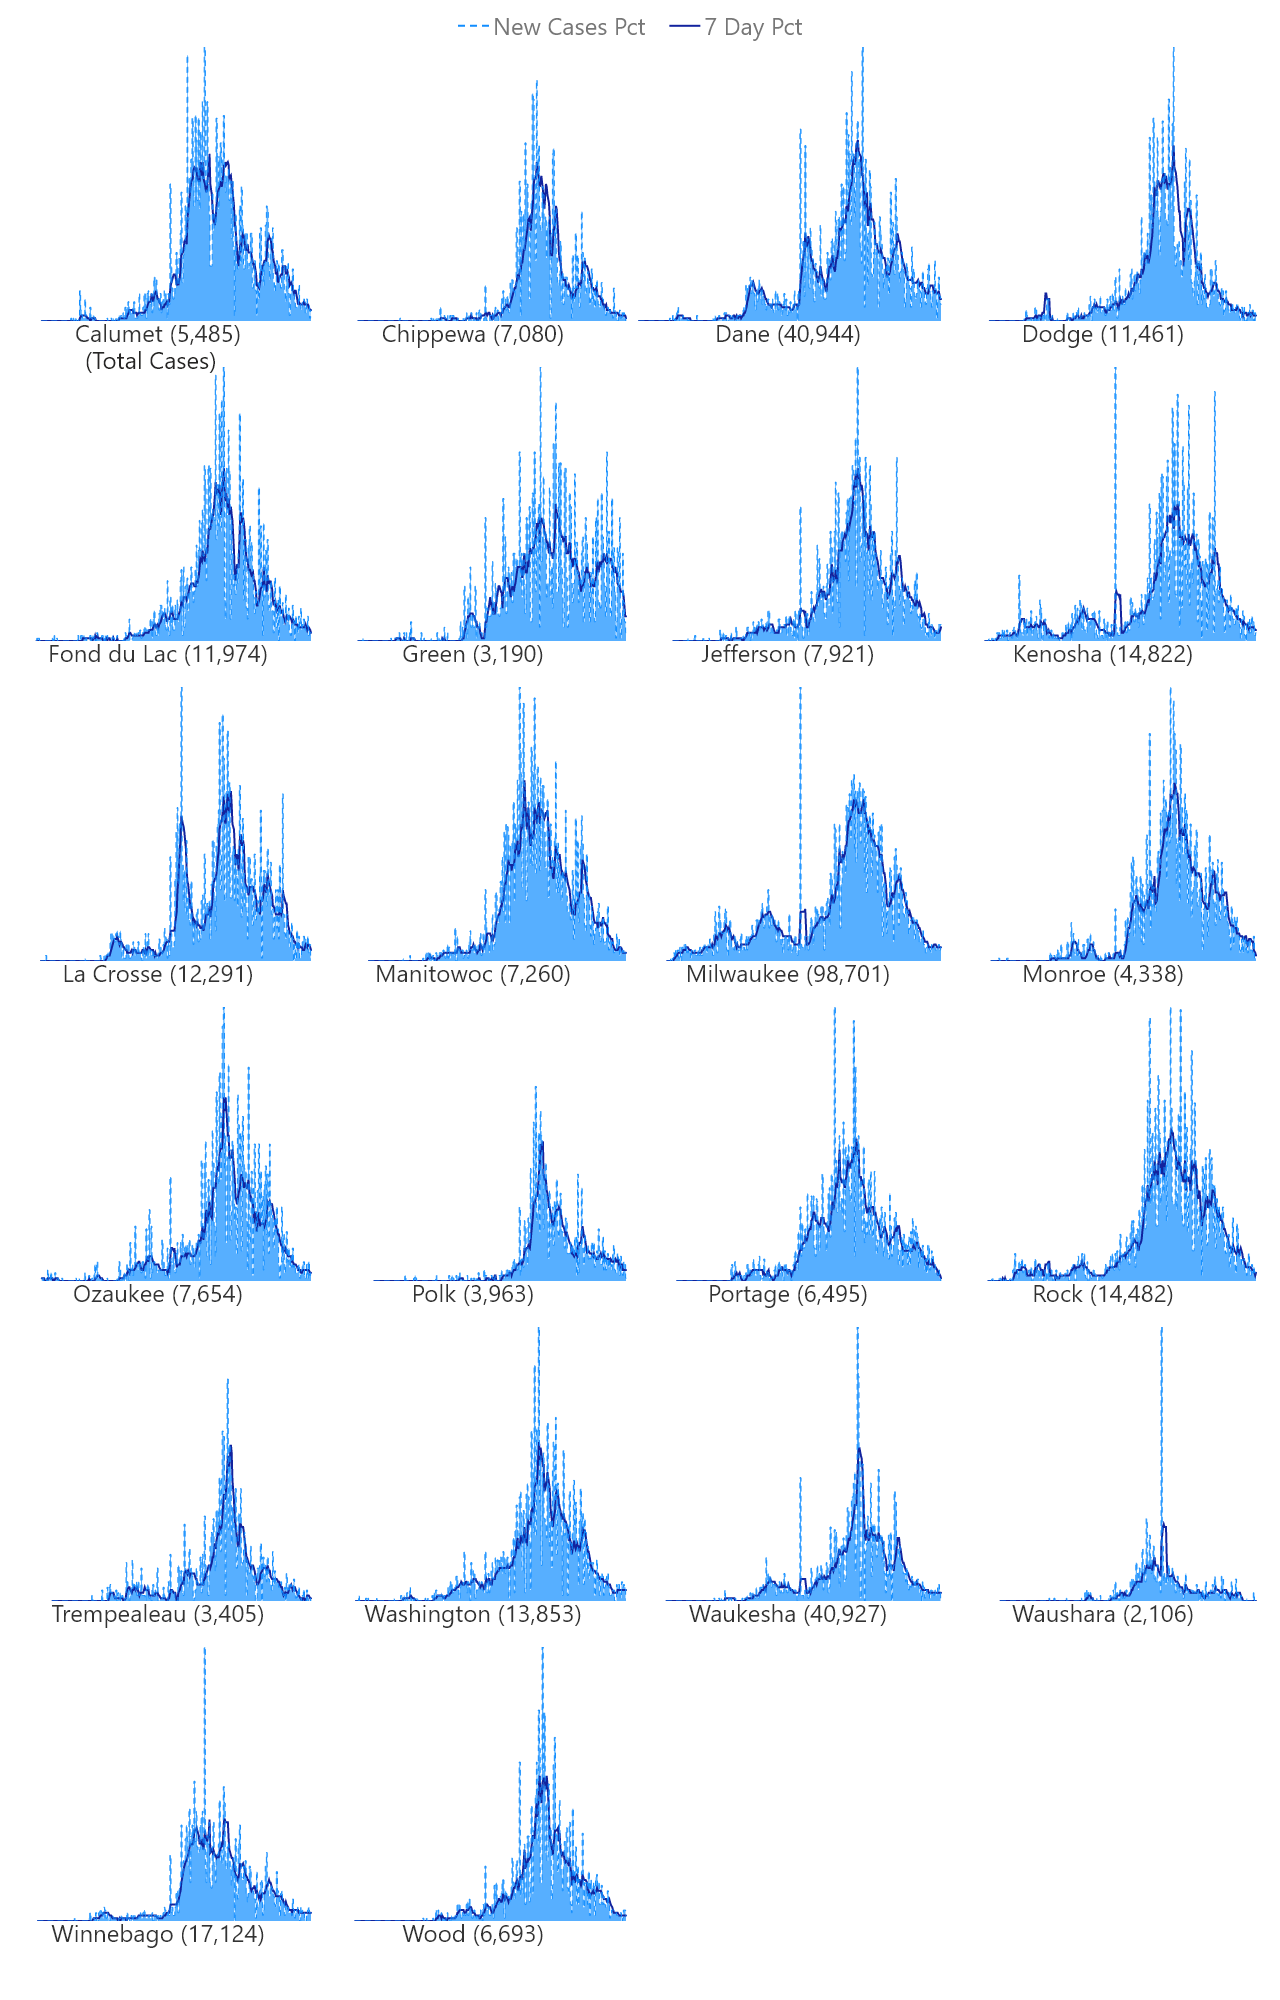 New Cases Pct 7 Day Pct
Calumet (5,485) Chippewa (7,080) Dane (40,944) Dodge (11,461)
(Total Cases)
Fond du Lac (11,974) Green (3,190) Jefferson (7,921) Kenosha (14,822)
La Crosse (12,291) Manitowoc (7,260) Milwaukee (98,701) Monroe (4,338)
Ozaukee (7,654) Polk (3,963) Portage (6,495) Rock (14,482)
Trempealeau (3,405) Washington (13,853) Waukesha (40,927) Waushara (2,106)
Winnebago (17,124) Wood (6,693)